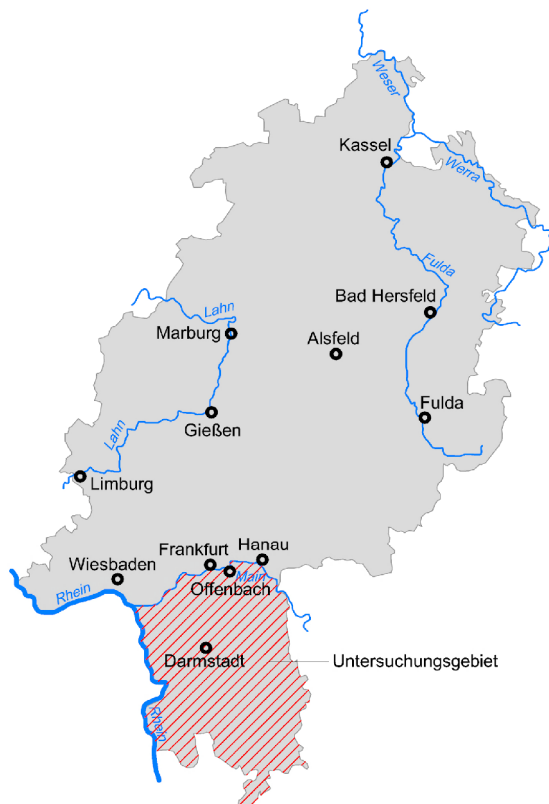 Weser
Kassel
Werra
Fulda
Bad Hersfeld
Lahn
Marburg
Alsfeld
Fulda
Gießen
Lahn
Limburg
Hanau
Frankfurt
Wiesbaden
Main
Offenbach
Rhein
Darmstadt
Untersuchungsgebiet
Rhein